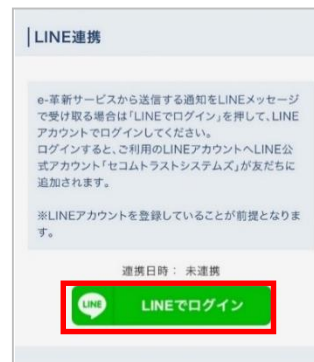 LINE連携
e-革新サービスから送信する通知をLINEメッセージ
で受け取る場合は「LINEでログイン」を押して、LINE
アカウントでログインしてください。
ログインすると、ご利用のLINEアカウントへLINE公
式アカウント「セコムトラストシステムズ」が友だちに
追加されます。
※LINEアカウントを登録していることが前提となりま
す。
連携日時： 未連携
LINE LINEでログイン